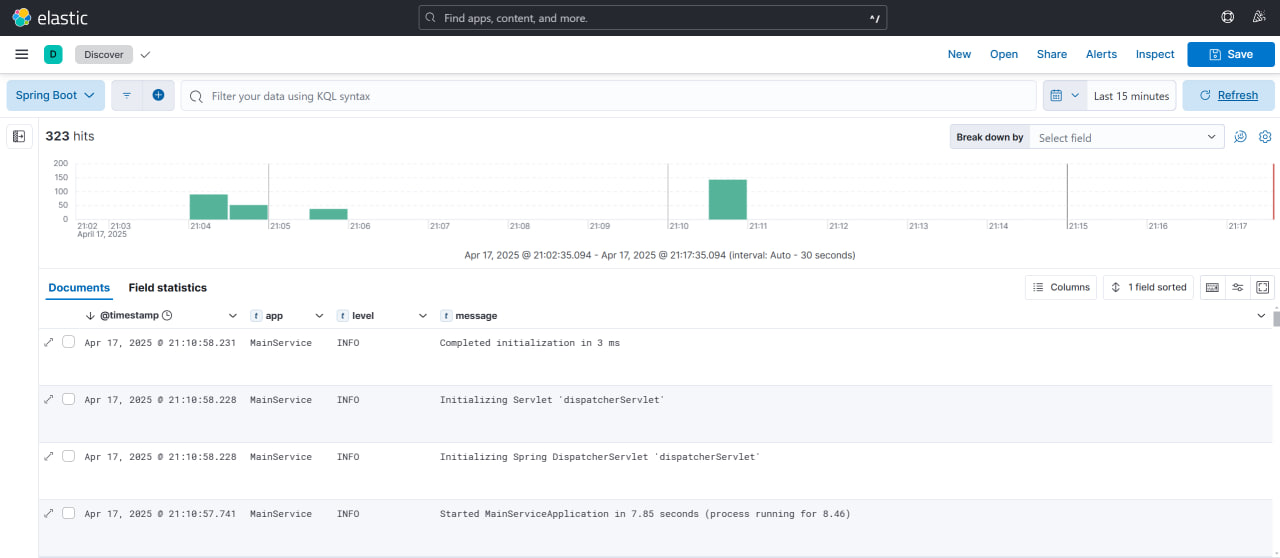 elastic
Find apps, content, and more.
^/
D
Discover
New
Open
Share
Alerts
Inspect
Save
Spring Boot
Filter your data using KQL syntax
Last 15 minutes
Refresh
323 hits
Break down by
Select field
200
150
100
50
0
21:02 21:03 21:04 21:05 21:06 21:07 21:08 21:09 21:10 21:11 21:12 21:13 21:14 21:15 21:16 21:17
April 17, 2025
Apr 17, 2025 @ 21:02:35.094 - Apr 17, 2025 @ 21:17:35.094 (interval: Auto - 30 seconds)
Documents
Field statistics
Columns
1 field sorted
@timestamp t app t level t message
Apr 17, 2025 @ 21:10:58.231 MainService INFO Completed initialization in 3 ms
Apr 17, 2025 @ 21:10:58.228 MainService INFO Initializing Servlet 'dispatcherServlet'
Apr 17, 2025 @ 21:10:58.228 MainService INFO Initializing Spring DispatcherServlet 'dispatcherServlet'
Apr 17, 2025 @ 21:10:57.741 MainService INFO Started MainServiceApplication in 7.85 seconds (process running for 8.46)